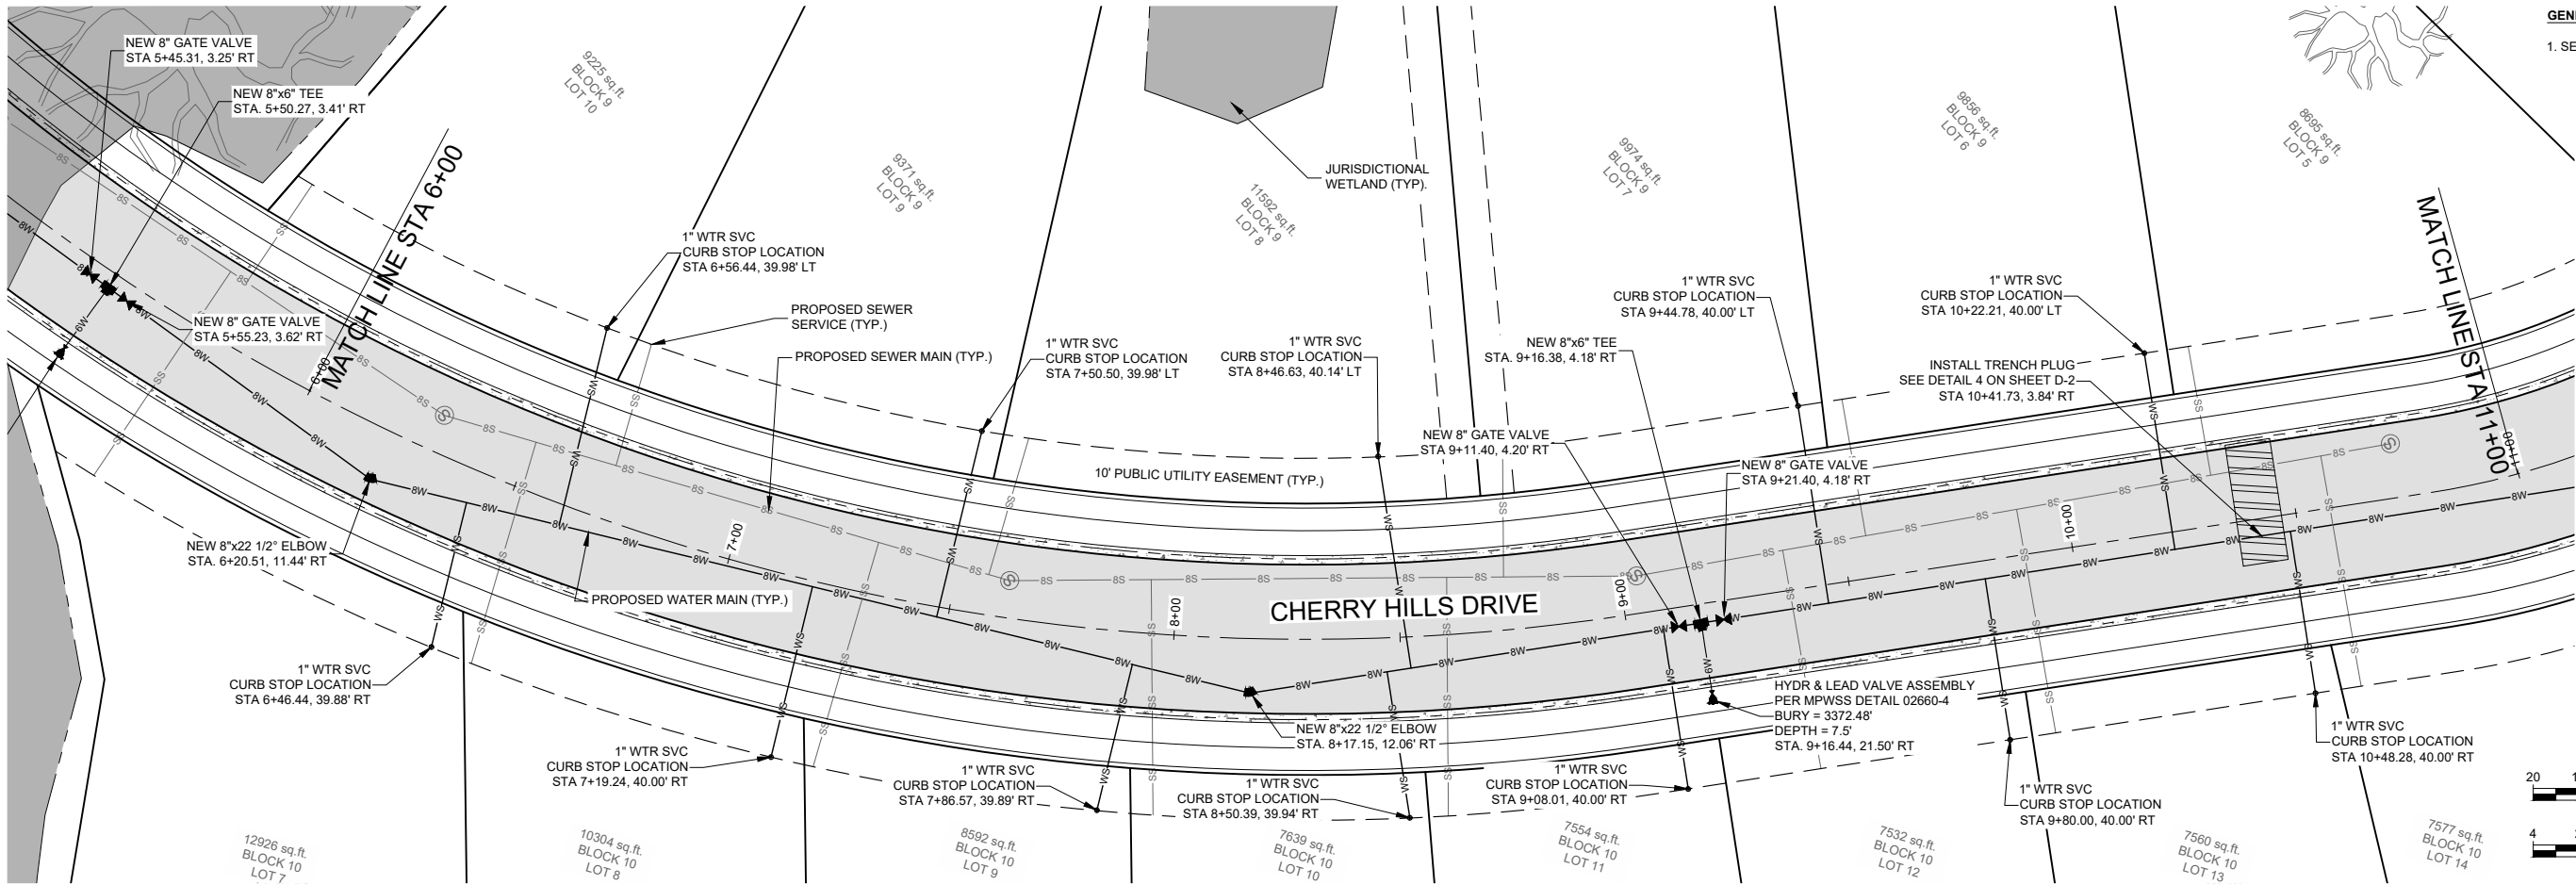 NEW 8" GATE VALVE
STA 5+45.31, 3.25' RT
NEW 8"x6" TEE
STA. 5+50.27, 3.41' RT
NEW 8" GATE VALVE
STA 5+55.23, 3.62' RT
MATCH LINE STA 6+00
6+00
9225 sq.ft.
BLOCK 9
LOT 10
1" WTR SVC
CURB STOP LOCATION
STA 6+56.44, 39.98' LT
PROPOSED SEWER
SERVICE (TYP.)
PROPOSED SEWER MAIN (TYP.)
9371 sq.ft.
BLOCK 9
LOT 9
1" WTR SVC
CURB STOP LOCATION
STA 7+50.50, 39.98' LT
11592 sq.ft.
BLOCK 9
LOT 8
JURISDICTIONAL
WETLAND (TYP).
1" WTR SVC
CURB STOP LOCATION
STA 8+46.63, 40.14' LT
10' PUBLIC UTILITY EASEMENT (TYP.)
9974 sq.ft.
BLOCK 9
LOT 7
NEW 8"x6" TEE
STA. 9+16.38, 4.18' RT
NEW 8" GATE VALVE
STA 9+11.40, 4.20' RT
1" WTR SVC
CURB STOP LOCATION
STA 9+44.78, 40.00' LT
NEW 8" GATE VALVE
STA 9+21.40, 4.18' RT
9856 sq.ft.
BLOCK 9
LOT 6
1" WTR SVC
CURB STOP LOCATION
STA 10+22.21, 40.00' LT
INSTALL TRENCH PLUG
SEE DETAIL 4 ON SHEET D-2
STA 10+41.73, 3.84' RT
8695 sq.ft.
BLOCK 9
LOT 5
MATCH LINE STA 11+00
11+00
GEN
1. SE
NEW 8"x22 1/2° ELBOW
STA. 6+20.51, 11.44' RT
PROPOSED WATER MAIN (TYP.)
7+00
8+00
CHERRY HILLS DRIVE
9+00
10+00
1" WTR SVC
CURB STOP LOCATION
STA 6+46.44, 39.88' RT
1" WTR SVC
CURB STOP LOCATION
STA 7+19.24, 40.00' RT
1" WTR SVC
CURB STOP LOCATION
STA 7+86.57, 39.89' RT
NEW 8"x22 1/2° ELBOW
STA. 8+17.15, 12.06' RT
1" WTR SVC
CURB STOP LOCATION
STA 8+50.39, 39.94' RT
1" WTR SVC
CURB STOP LOCATION
STA 9+08.01, 40.00' RT
HYDR & LEAD VALVE ASSEMBLY
PER MPWSS DETAIL 02660-4
BURY = 3372.48'
DEPTH = 7.5'
STA. 9+16.44, 21.50' RT
1" WTR SVC
CURB STOP LOCATION
STA 9+80.00, 40.00' RT
1" WTR SVC
CURB STOP LOCATION
STA 10+48.28, 40.00' RT
12926 sq.ft.
BLOCK 10
LOT 7
10304 sq.ft.
BLOCK 10
LOT 8
8592 sq.ft.
BLOCK 10
LOT 9
7639 sq.ft.
BLOCK 10
LOT 10
7554 sq.ft.
BLOCK 10
LOT 11
7532 sq.ft.
BLOCK 10
LOT 12
7560 sq.ft.
BLOCK 10
LOT 13
7577 sq.ft.
BLOCK 10
LOT 14
20
4